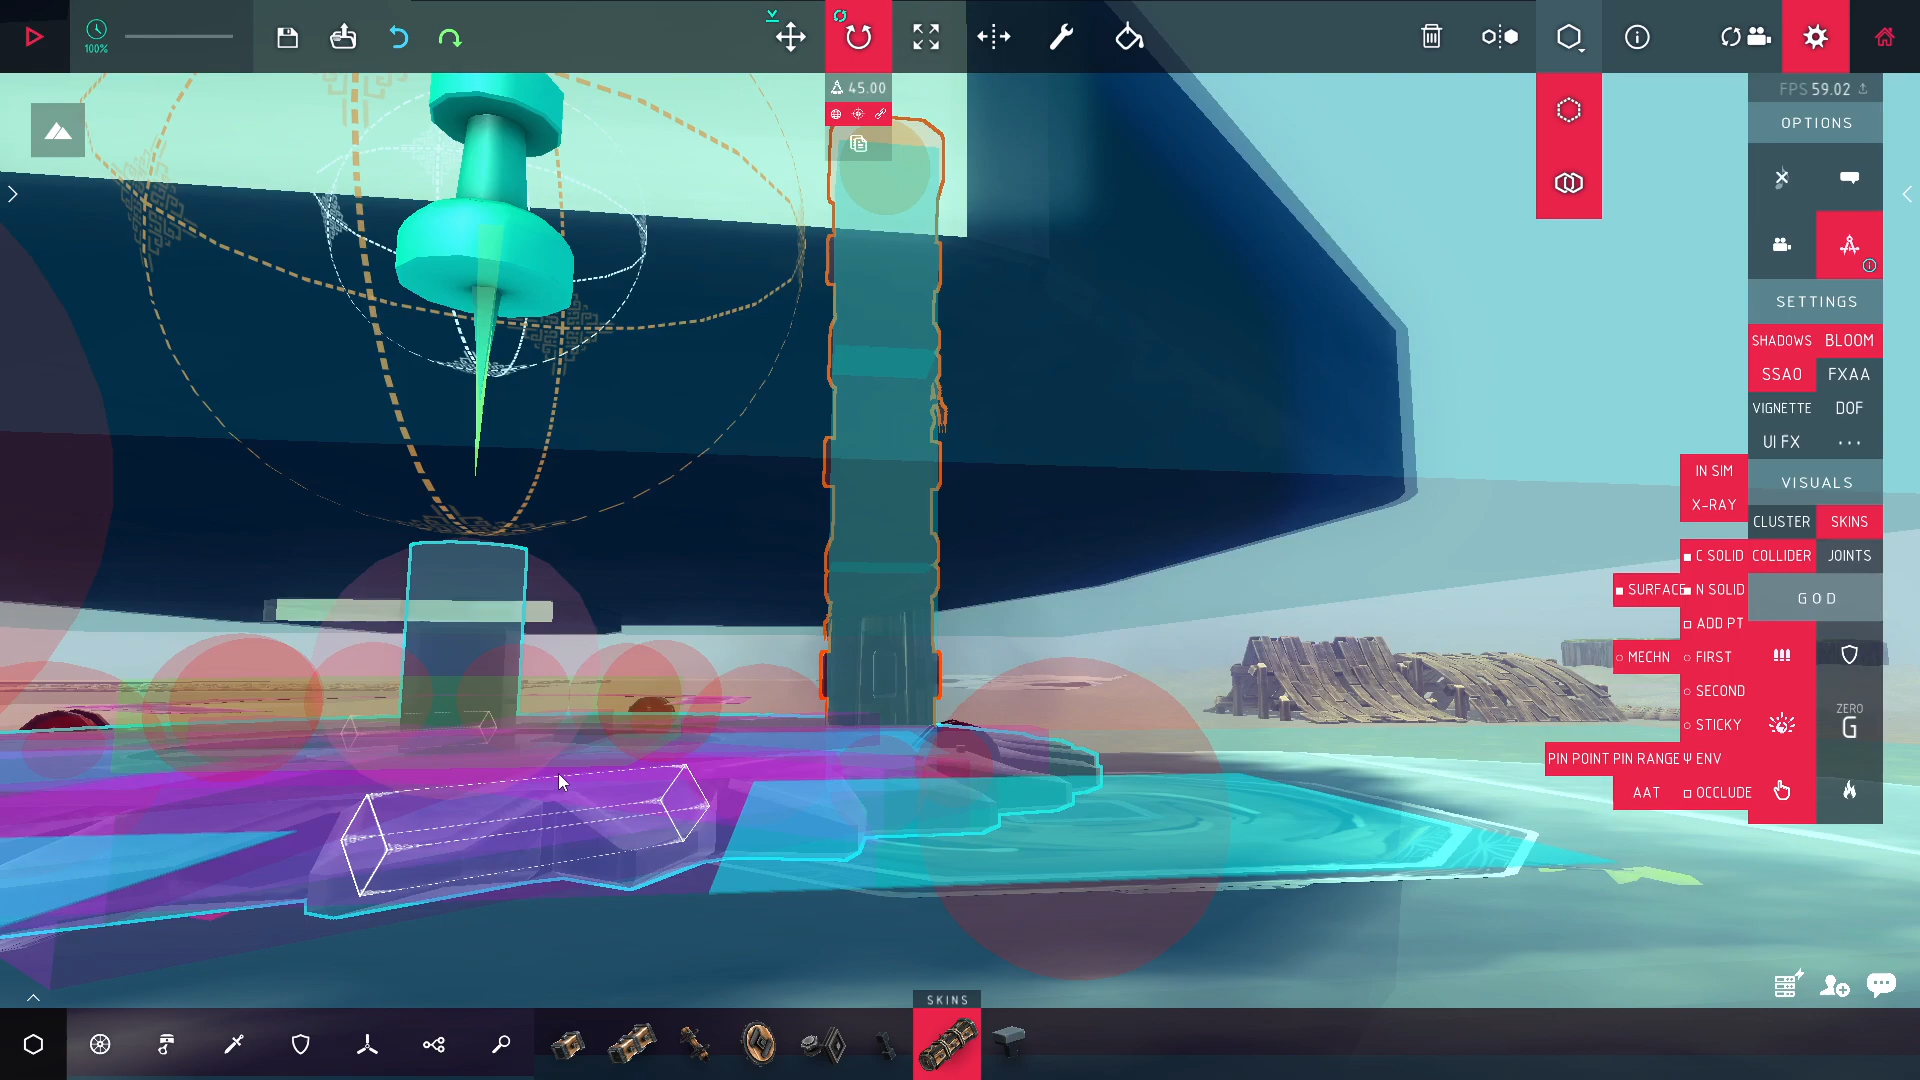 100%
45.00
FPS 59.02
OPTIONS
SETTINGS
SHADOWS BLOOM
SSAO FXAA
VIGNETTE DOF
UI FX ...
IN SIM
X-RAY
VISUALS
CLUSTER SKINS
C SOLID COLLIDER JOINTS
SURFACE N SOLID
GOD
ADD PT
MECHN FIRST
SECOND
STICKY
ZERO
G
PIN POINT PIN RANGE Ψ ENV
AAT OCCLUDE
SKINS